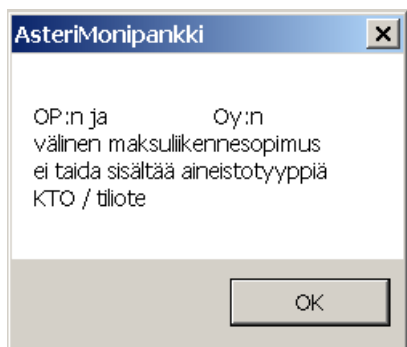 AsteriMonipankki
OP:n ja Oy:n
välinen maksuliikennesopimus
ei taida sisältää aineistotyyppiä
KTO / tiliote
OK